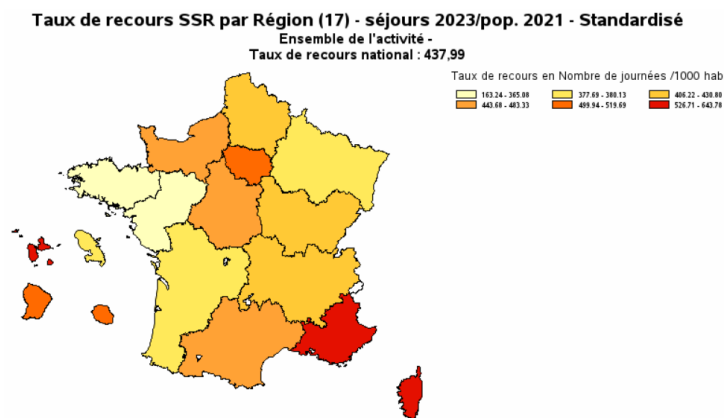 Taux de recours SSR par Région (17) - séjours 2023/pop. 2021 - Standardisé
Ensemble de l'activité -
Taux de recours national : 437,99
Taux de recours en Nombre de journées /1000 hab
163.24 - 365.08 377.69 - 380.13 406.22 - 430.80
443.68 - 483.33 499.94 - 519.69 526.71 - 643.78